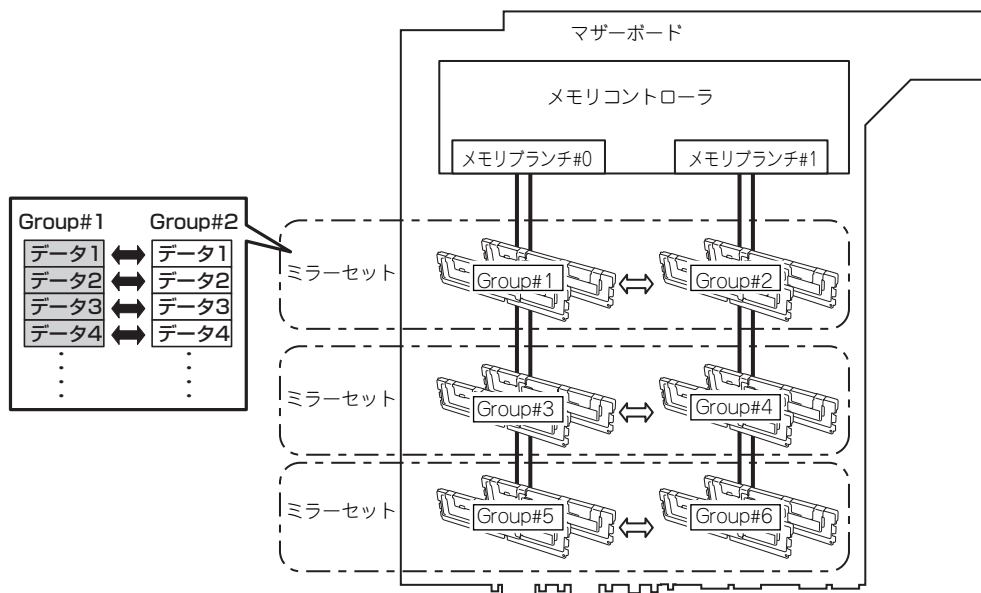 マザーボード
メモリコントローラ
メモリブランチ#0 メモリブランチ#1
Group#1 Group#2
データ1 データ1
データ2 データ2
データ3 データ3
データ4 データ4
ミラーセット
Group#1 Group#2
ミラーセット
Group#3 Group#4
ミラーセット
Group#5 Group#6